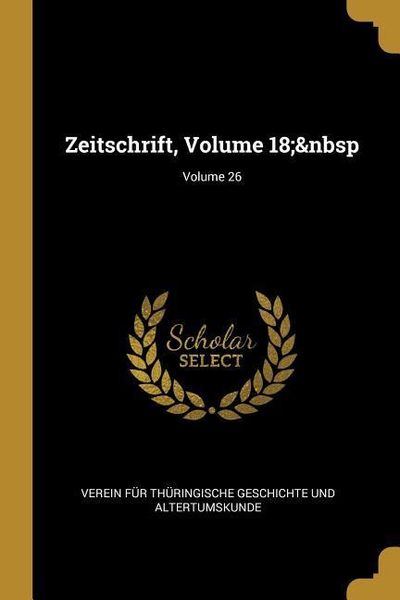 Zeitschrift, Volume 18;&nbsp
Volume 26
Scholar
SELECT
VEREIN FÜR THÜRINGISCHE GESCHICHTE UND
ALTERTUMSKUNDE